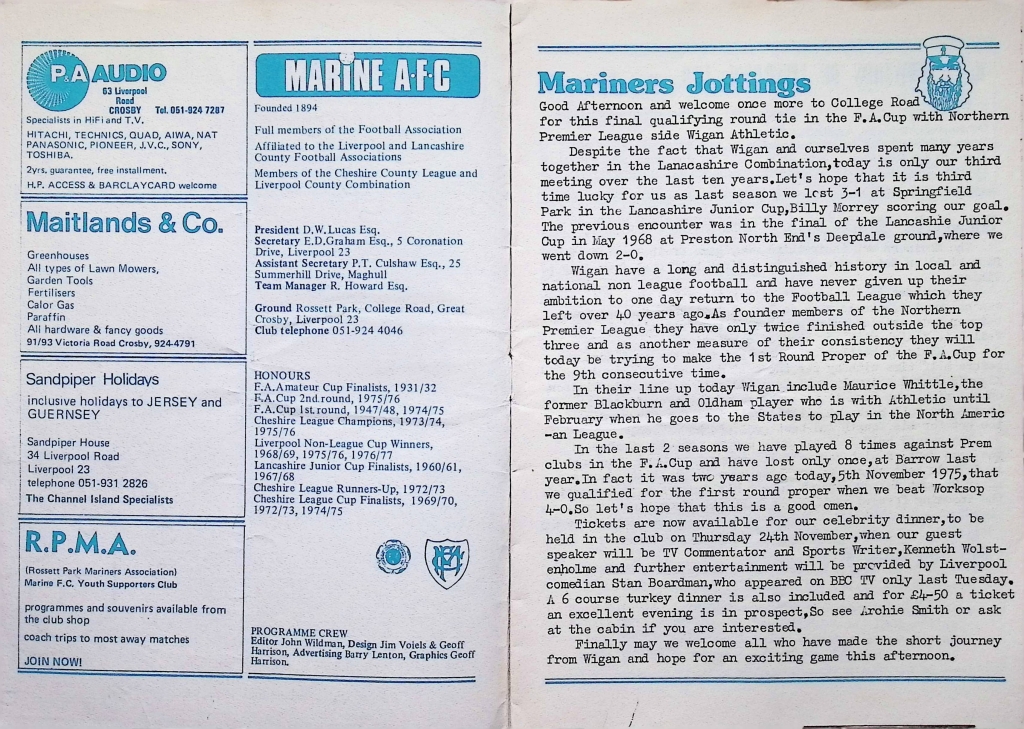 P&A AUDIO
63 Liverpool
Road
CROSBY Tel. 051-924 7287
Specialists in HiFi and T.V.
HITACHI, TECHNICS, QUAD, AIWA, NAT
PANASONIC, PIONEER, J.V.C., SONY,
TOSHIBA.
2yrs. guarantee, free installment.
H.P. ACCESS & BARCLAYCARD welcome
Maitlands & Co.
Greenhouses
All types of Lawn Mowers,
Garden Tools
Fertilisers
Calor Gas
Paraffin
All hardware & fancy goods
91/93 Victoria Road Crosby, 924-4791
Sandpiper Holidays
inclusive holidays to JERSEY and
GUERNSEY
Sandpiper House
34 Liverpool Road
Liverpool 23
telephone 051-931 2826
The Channel Island Specialists
R.P.M.A.
(Rossett Park Mariners Association)
Marine F.C. Youth Supporters Club
programmes and souvenirs available from
the club shop
coach trips to most away matches
JOIN NOW!
MARINE A·F·C
Founded 1894
Full members of the Football Association
Affiliated to the Liverpool and Lancashire
County Football Associations
Members of the Cheshire County League and
Liverpool County Combination
President D.W.Lucas Esq.
Secretary E.D.Graham Esq., 5 Coronation
Drive, Liverpool 23
Assistant Secretary P.T. Culshaw Esq., 25
Summerhill Drive, Maghull
Team Manager R. Howard Esq.
Ground Rossett Park, College Road, Great
Crosby, Liverpool 23
Club telephone 051-924 4046
HONOURS
F.A.Amateur Cup Finalists, 1931/32
F.A.Cup 2nd.round, 1975/76
F.A.Cup 1st.round, 1947/48, 1974/75
Cheshire League Champions, 1973/74,
1975/76
Liverpool Non-League Cup Winners,
1968/69, 1975/76, 1976/77
Lancashire Junior Cup Finalists, 1960/61,
1967/68
Cheshire League Runners-Up, 1972/73
Cheshire League Cup Finalists, 1969/70,
1972/73, 1974/75
PROGRAMME CREW
Editor John Wildman, Design Jim Voiels & Geoff
Harrison, Advertising Barry Lenton, Graphics Geoff
Harrison.
Mariners Jottings
Good Afternoon and welcome once more to College Road
for this final qualifying round tie in the F.A.Cup with Northern
Premier League side Wigan Athletic.
Despite the fact that Wigan and ourselves spent many years
together in the Lanacashire Combination,today is only our third
meeting over the last ten years.Let's hope that it is third
time lucky for us as last season we lost 3-1 at Springfield
Park in the Lancashire Junior Cup,Billy Morrey scoring our goal.
The previous encounter was in the final of the Lancashie Junior
Cup in May 1968 at Preston North End's Deepdale ground,where we
went down 2-0.
Wigan have a long and distinguished history in local and
national non league football and have never given up their
ambition to one day return to the Football League which they
left over 40 years ago.As founder members of the Northern
Premier League they have only twice finished outside the top
three and as another measure of their consistency they will
today be trying to make the 1st Round Proper of the F.A.Cup for
the 9th consecutive time.
In their line up today Wigan include Maurice Whittle,the
former Blackburn and Oldham player who is with Athletic until
February when he goes to the States to play in the North Americ
-an League.
In the last 2 seasons we have played 8 times against Prem
clubs in the F.A.Cup and have lost only once,at Barrow last
year.In fact it was two years ago today,5th November 1975,that
we qualified for the first round proper when we beat Worksop
4-0.So let's hope that this is a good omen.
Tickets are now available for our celebrity dinner,to be
held in the club on Thursday 24th November,when our guest
speaker will be TV Commentator and Sports Writer,Kenneth Wolst-
enholme and further entertainment will be provided by Liverpool
comedian Stan Boardman,who appeared on BBC TV only last Tuesday.
A 6 course turkey dinner is also included and for £4-50 a ticket
an excellent evening is in prospect.So see Archie Smith or ask
at the cabin if you are interested.
Finally may we welcome all who have made the short journey
from Wigan and hope for an exciting game this afternoon.